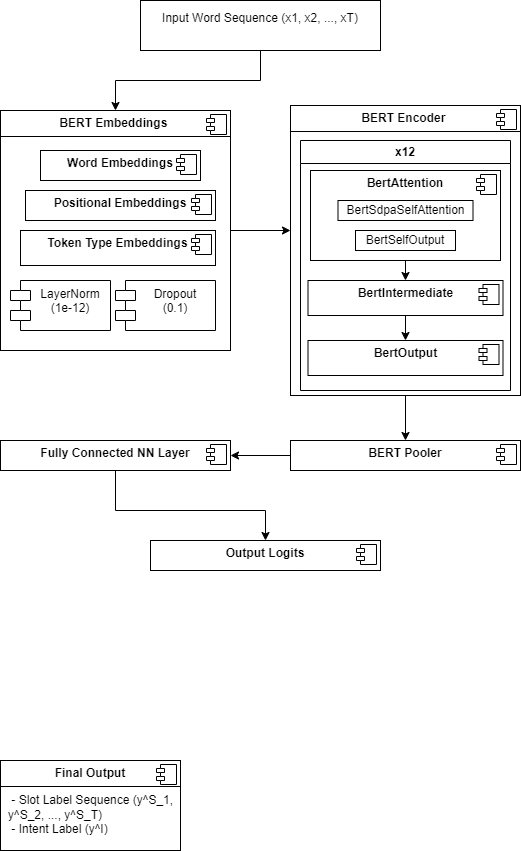 Input Word Sequence (x1, x2, ..., xT)
BERT Embeddings
Word Embeddings
Positional Embeddings
Token Type Embeddings
LayerNorm
(1e-12)
Dropout
(0.1)
BERT Encoder
x12
BertAttention
BertSdpaSelfAttention
BertSelfOutput
BertIntermediate
BertOutput
Fully Connected NN Layer
BERT Pooler
Output Logits
Final Output
- Slot Label Sequence (y^S_1,
y^S_2, ..., y^S_T)
- Intent Label (y^I)